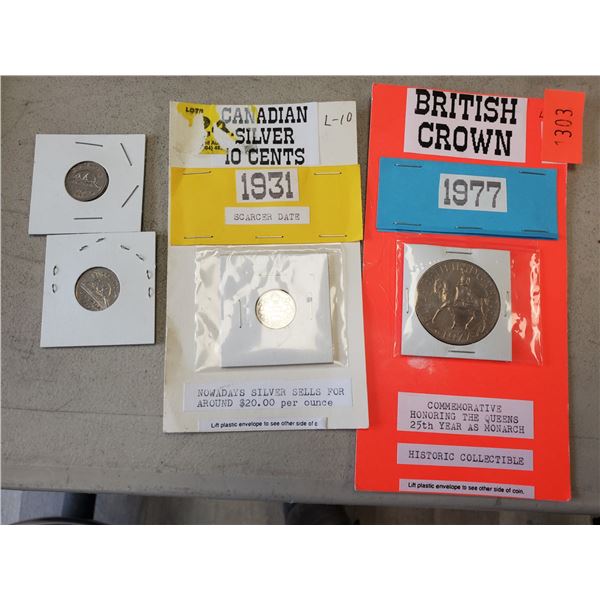 LOT#
CANADIAN
SILVER
10 CENTS
L-10
1931
SCARCER DATE
NOWADAYS SILVER SELLS FOR
AROUND $20.00 per ounce
Lift plastic envelope to see other side of c
BRITISH
CROWN
1303
1977
COMMEMORATIVE
HONORING THE QUEENS
25th YEAR AS MONARCH
HISTORIC COLLECTIBLE
Lift plastic envelope to see other side of coin.